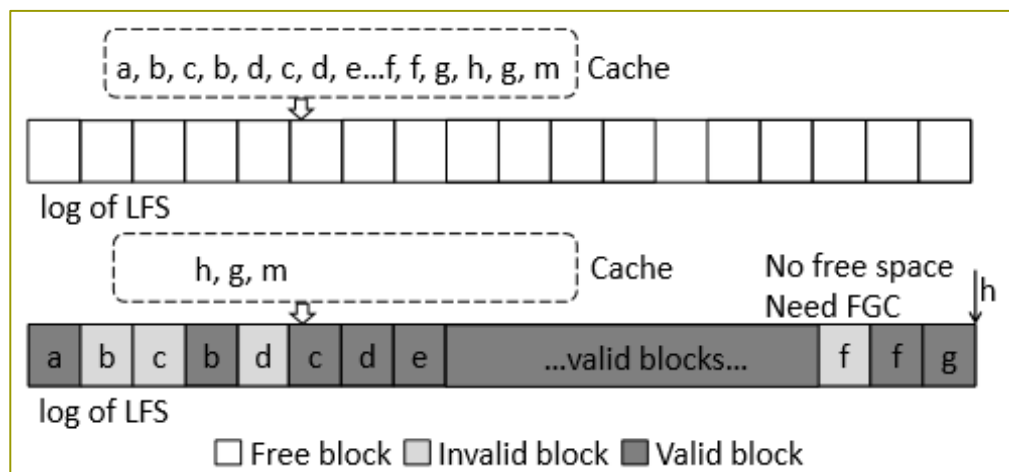 a, b, c, b, d, c, d, e...f, f, g, h, g, m Cache
log of LFS
h, g, m Cache
No free space
Need FGC
h
a b c b d c d e ...valid blocks... f f g
log of LFS
Free block Invalid block Valid block